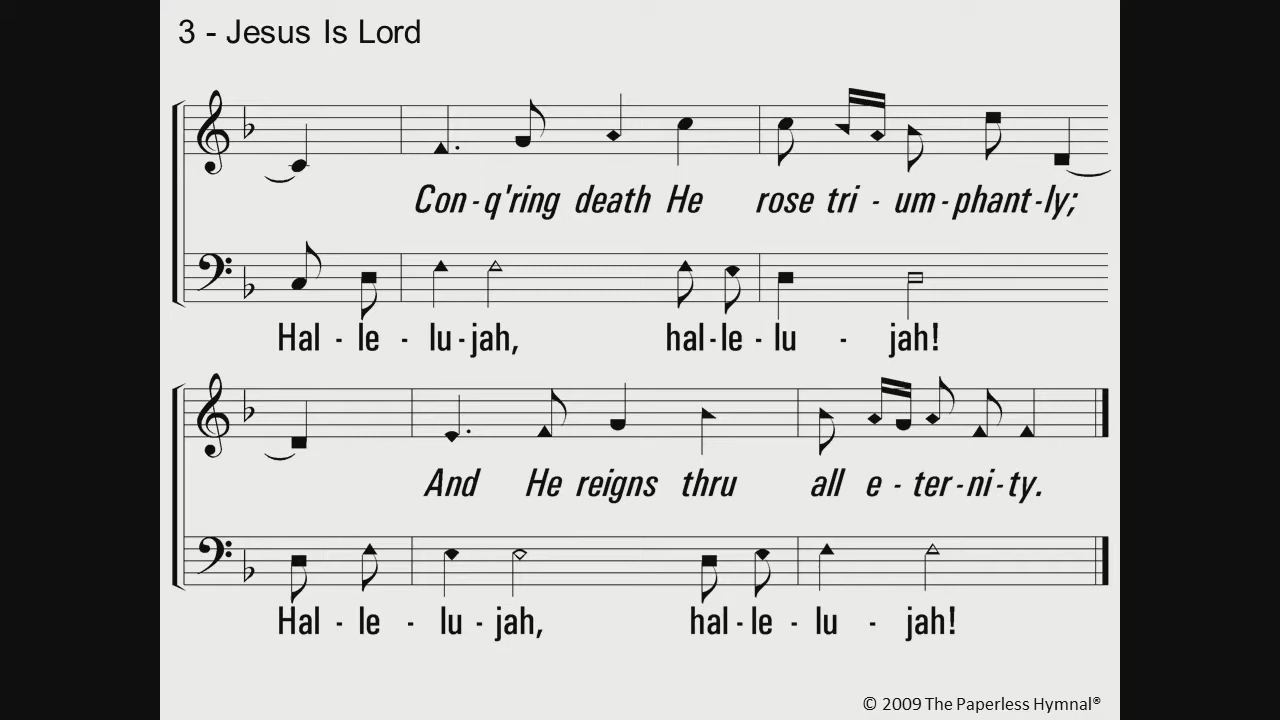 3 - Jesus Is Lord
Con - q'ring death He rose tri - um - phant - ly;
Hal - le - lu - jah, hal - le - lu - jah!
And He reigns thru all e - ter - ni - ty.
Hal - le - lu - jah, hal - le - lu - jah!
© 2009 The Paperless Hymnal®